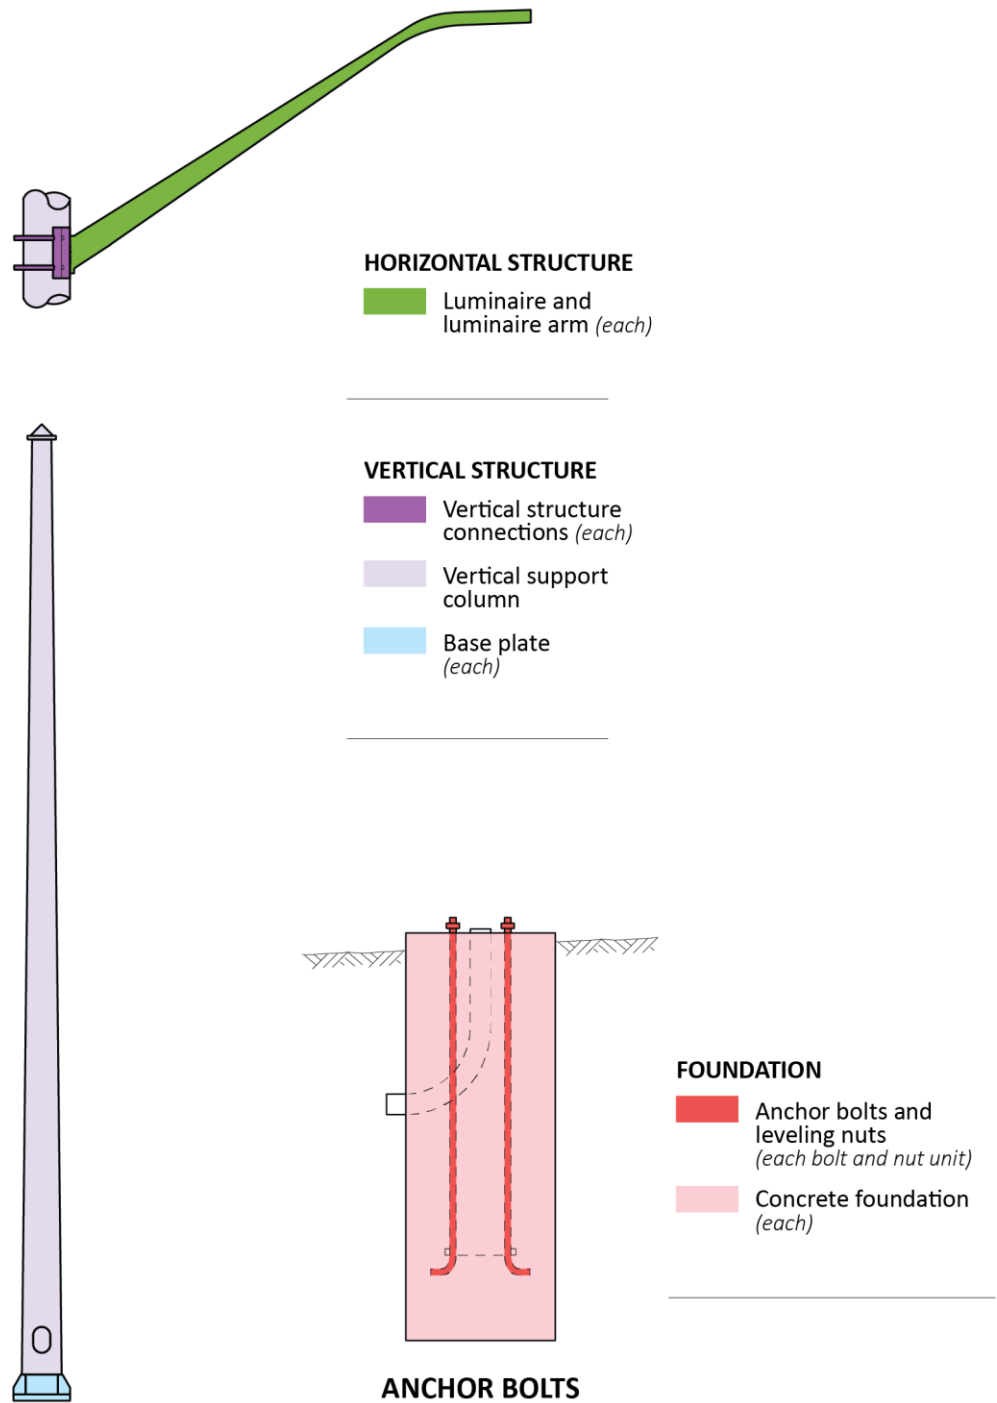 HORIZONTAL STRUCTURE
Luminaire and
luminaire arm (each)
VERTICAL STRUCTURE
Vertical structure
connections (each)
Vertical support
column
Base plate
(each)
FOUNDATION
Anchor bolts and
leveling nuts
(each bolt and nut unit)
Concrete foundation
(each)
ANCHOR BOLTS